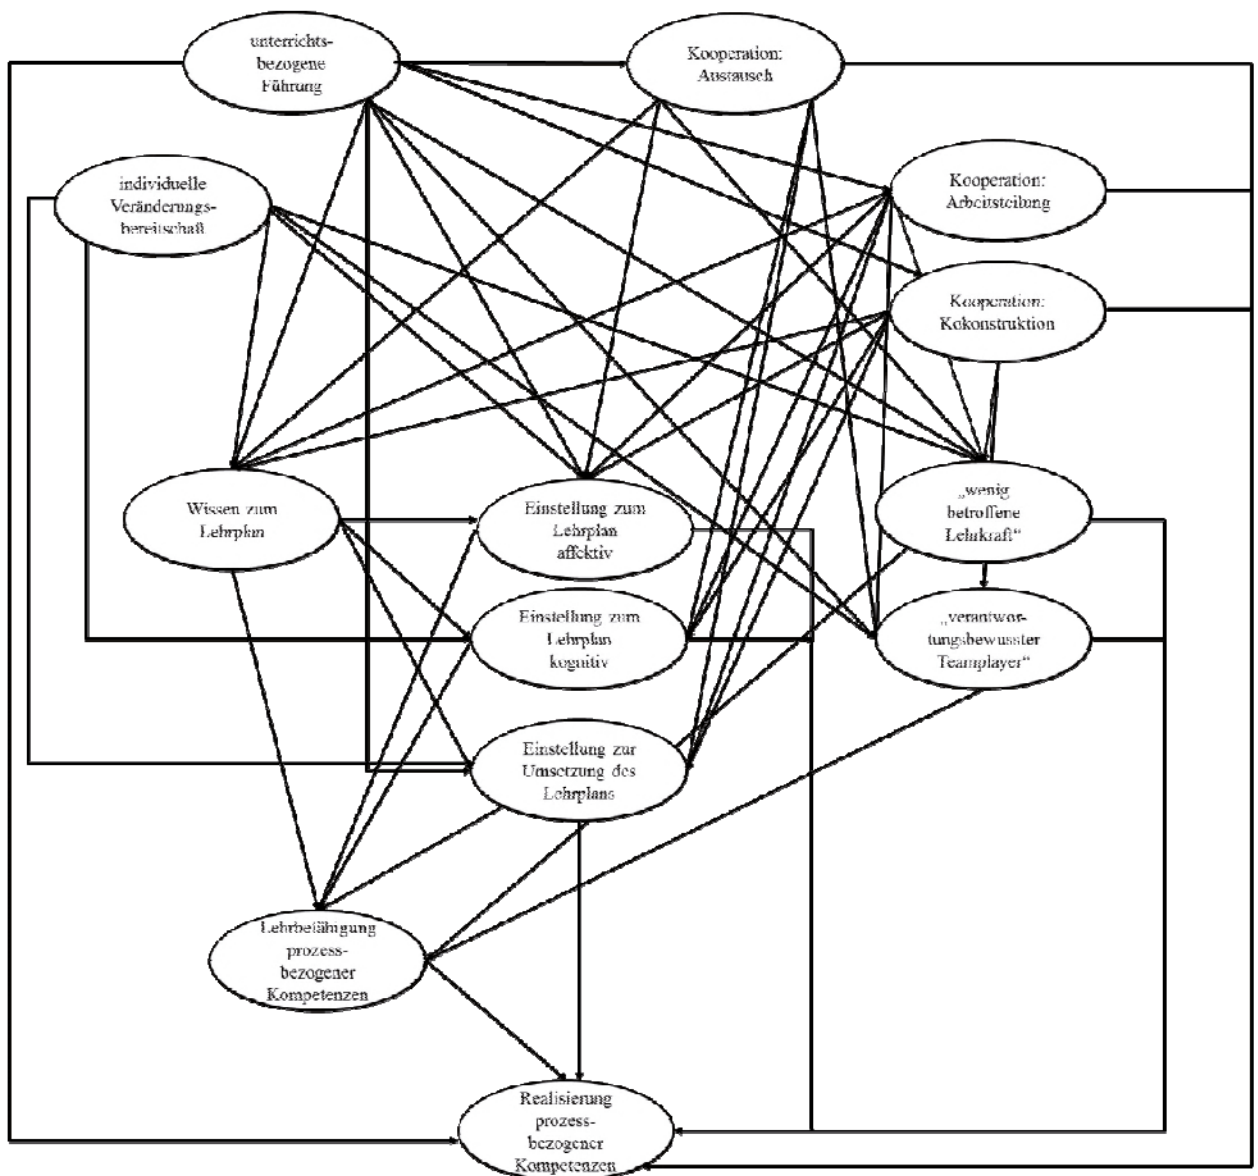 unterrichts-
bezogene
Führung
Kooperation:
Austausch
individuelle
Veränderungs-
bereitschaft
Kooperation:
Arbeitsteilung
Kooperation:
Kokonstruktion
Wissen zum
Lehrplan
Einstellung zum
Lehrplan
affektiv
„wenig
betroffene
Lehrkraft“
Einstellung zum
Lehrplan
kognitiv
„verantwor-
tungsbewusster
Teamplayer“
Einstellung zur
Umsetzung des
Lehrplans
Lehrbefähigung
prozess-
bezogener
Kompetenzen
Realisierung
prozess-
bezogener
Kompetenzen